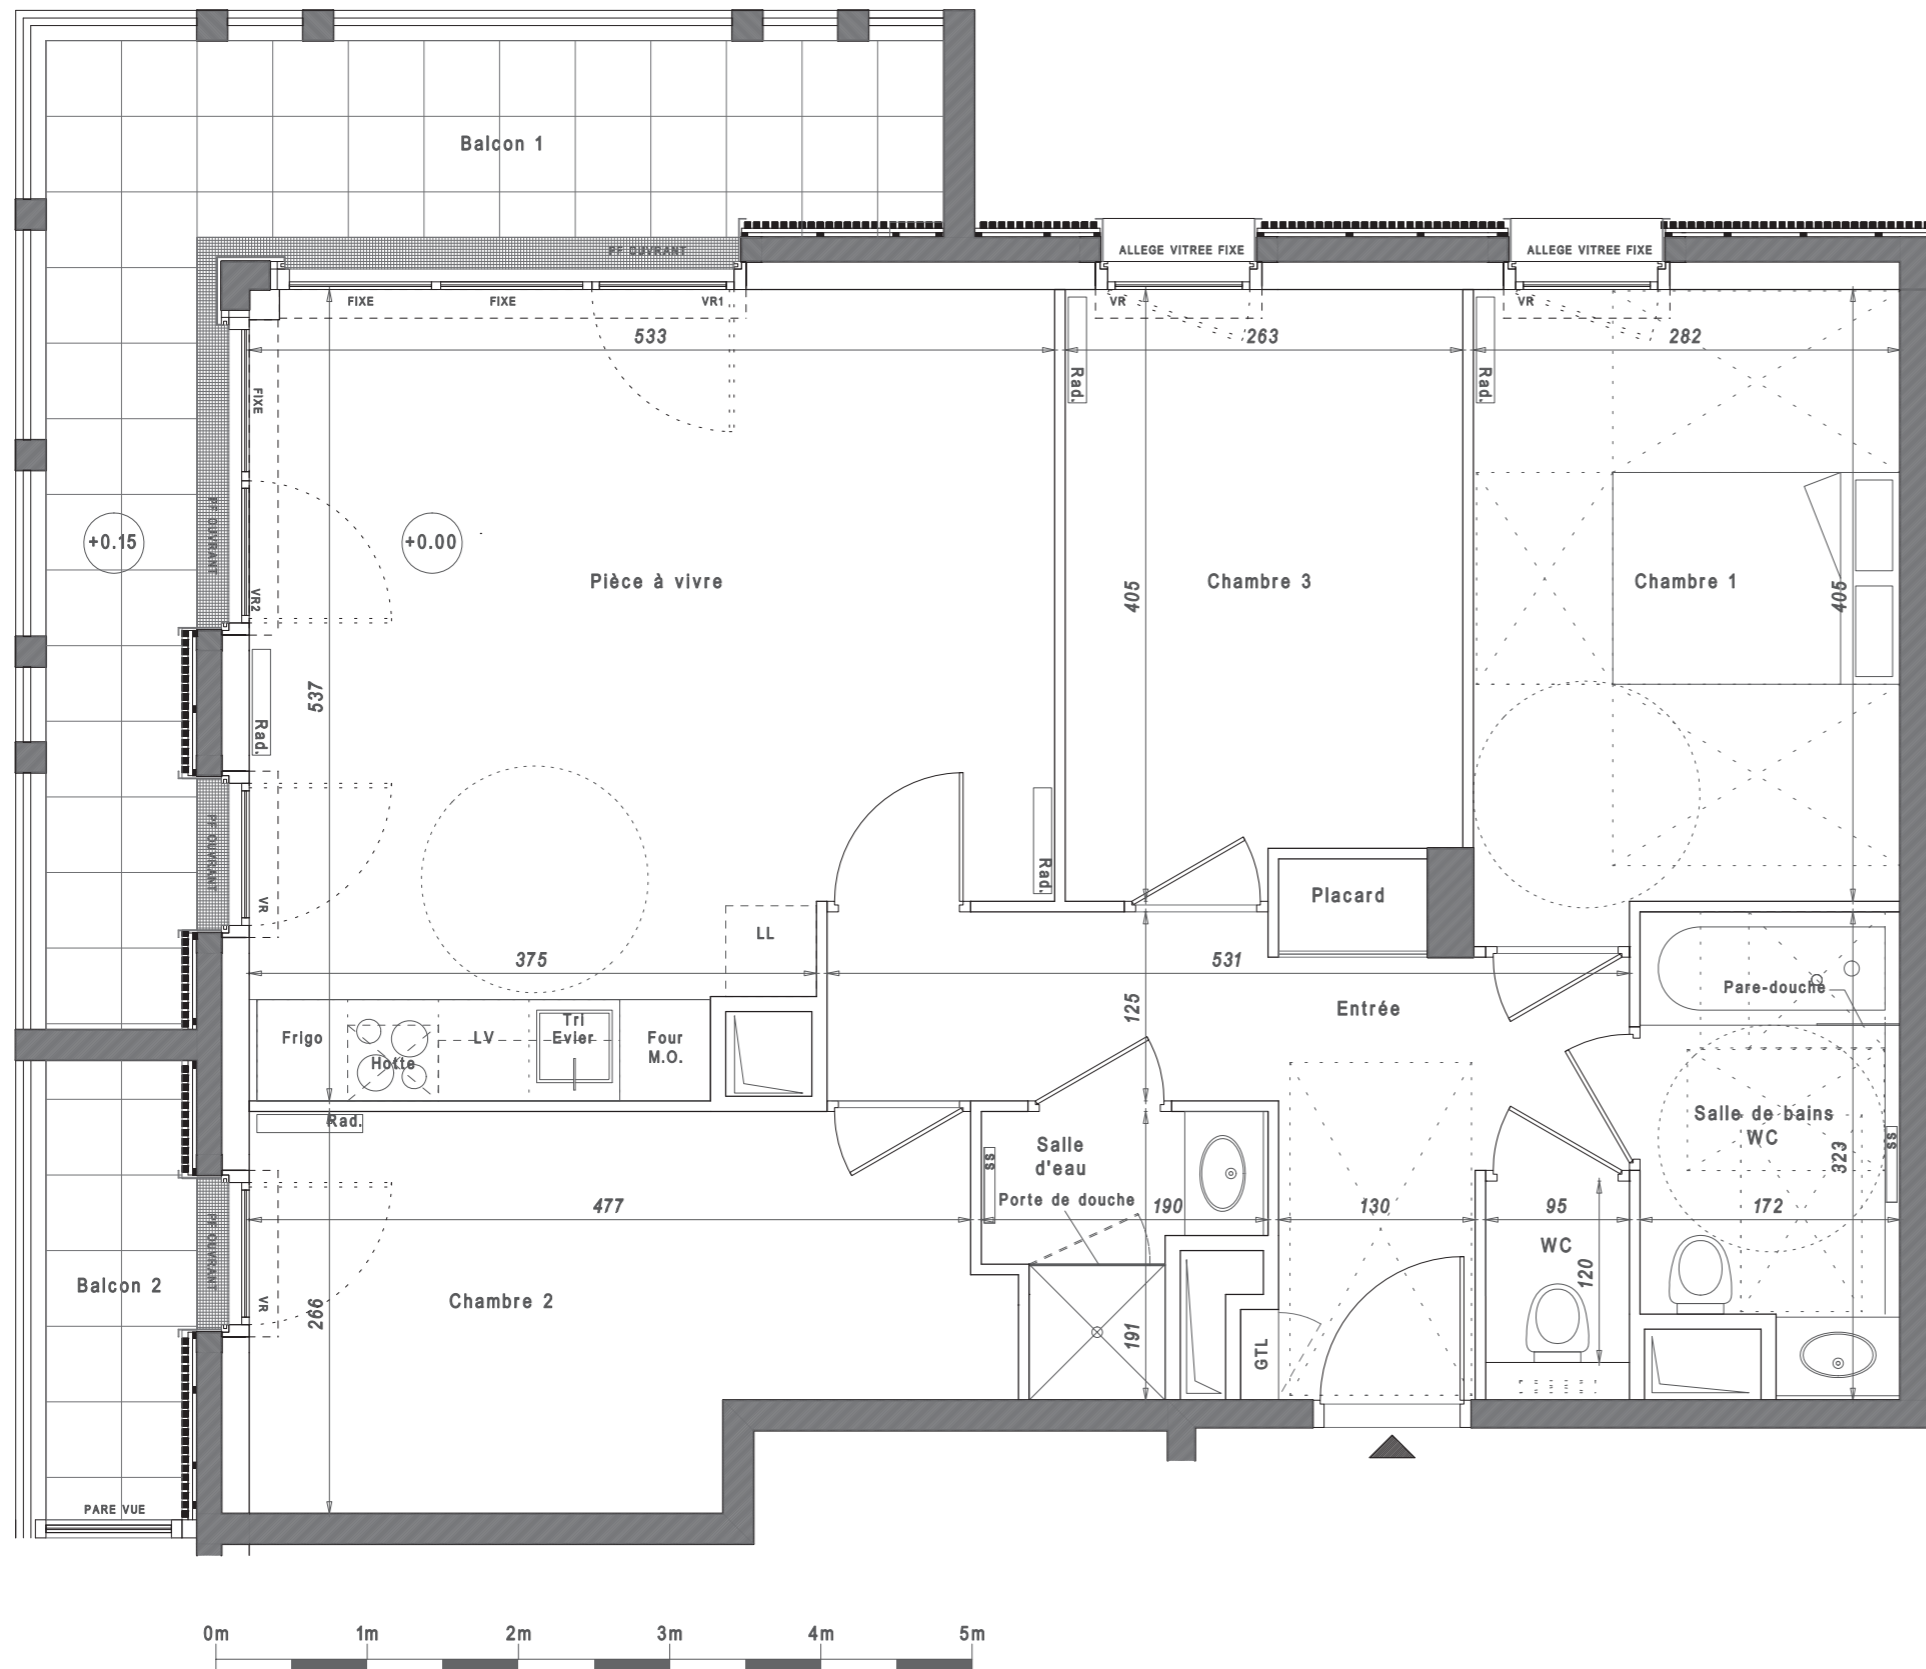 Balcon 1
PF OUVRANT
ALLEGE VITREE FIXE
ALLEGE VITREE FIXE
FIXE
FIXE
VR1
VR
VR
533
263
282
Rad.
Rad.
FIXE
PF OUVRANT
+0.15
+0.00
Pièce à vivre
Chambre 3
Chambre 1
405
405
VR2
537
Rad.
PF OUVRANT
VR
Rad.
Placard
LL
375
531
Pare-douche
125
Entrée
Frigo
Hotte
LV
Tri
Evier
Four
M.O.
Rad.
Salle
d'eau
SS
Porte de douche
Salle de bains
WC
323
SS
477
190
130
95
172
WC
PF OUVRANT
VR
Balcon 2
Chambre 2
266
120
191
GTL
PARE VUE
0m
1m
2m
3m
4m
5m